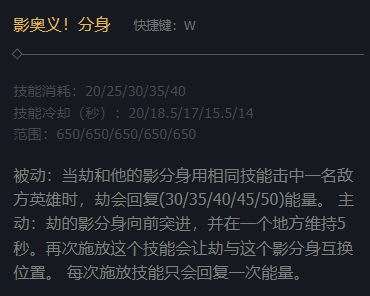 影奥义！分身 快捷键：W
技能消耗：20/25/30/35/40
技能冷却（秒）：20/18.5/17/15.5/14
范围：650/650/650/650/650
被动：当劫和他的影分身用相同技能击中一名敌
方英雄时，劫会回复(30/35/40/45/50)能量。 主
动：劫的影分身向前突进，并在一个地方维持5
秒。再次施放这个技能会让劫与这个影分身互换
位置。 每次施放技能只会回复一次能量。